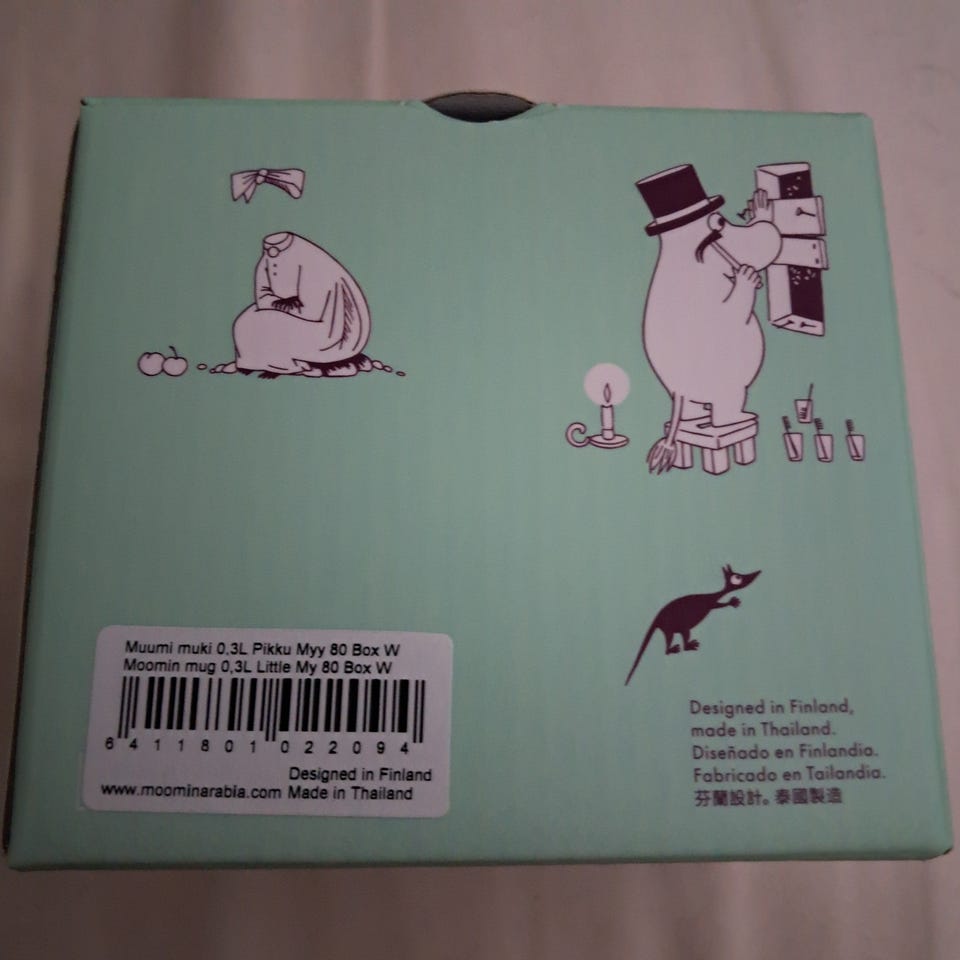 Muumi muki 0,3L Pikku Myy 80 Box W
Moomin mug 0,3L Little My 80 Box W
6 411801 022094
Designed in Finland
www.moominarabia.com Made in Thailand
Designed in Finland,
made in Thailand.
Diseñado en Finlandia.
Fabricado en Tailandia.
芬蘭設計。泰國製造